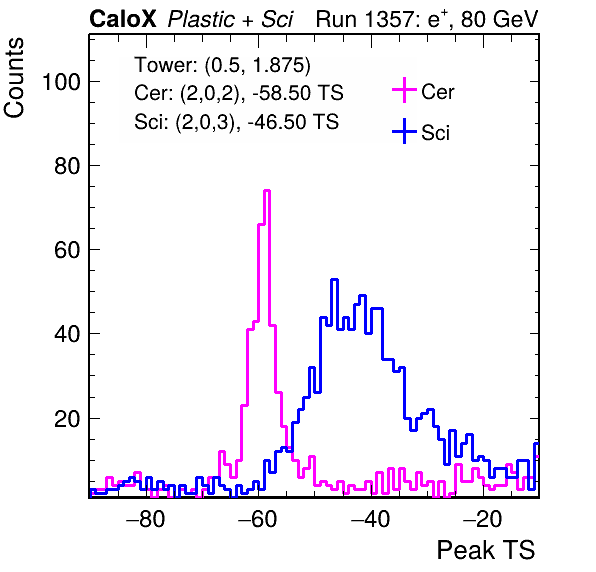 CaloX Plastic + Sci Run 1357: e⁺, 80 GeV
Tower: (0.5, 1.875)
Cer: (2,0,2), -58.50 TS
Sci: (2,0,3), -46.50 TS
Cer
Sci
Counts
100
80
60
40
20
−80 −60 −40 −20
Peak TS